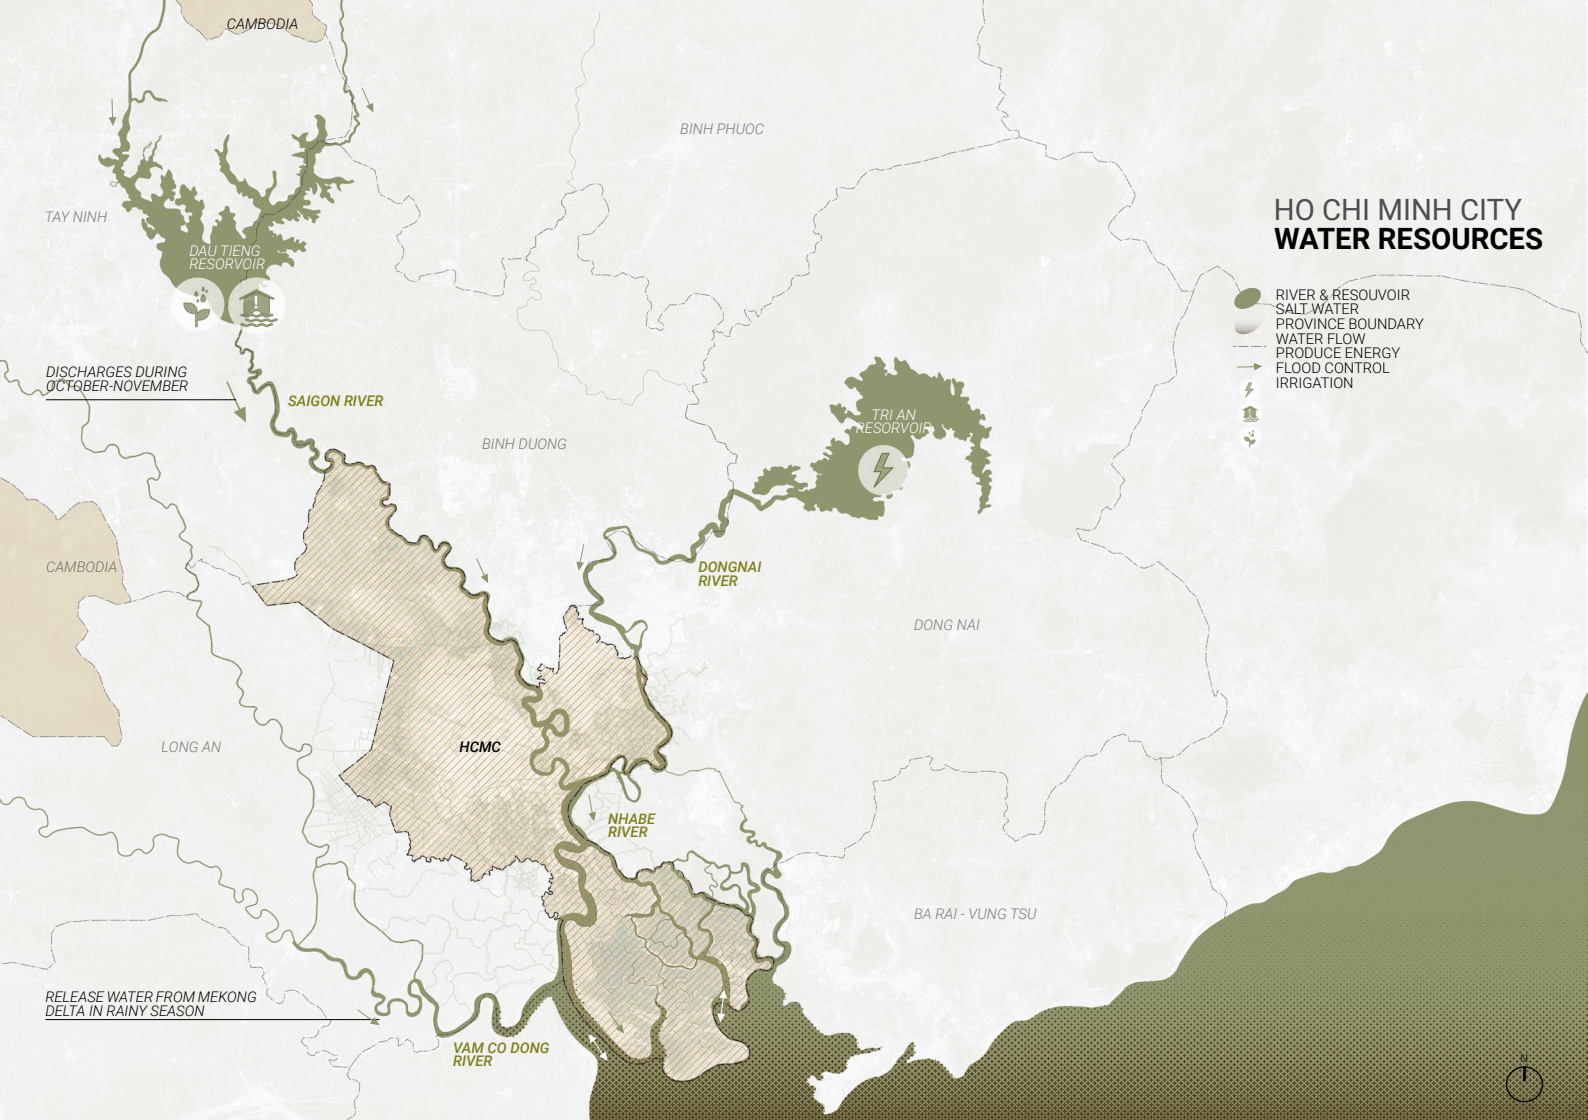 CAMBODIA
BINH PHUOC
TAY NINH
HO CHI MINH CITY
WATER RESOURCES
DAU TIENG
RESORVOIR
RIVER & RESOUVOIR
SALT WATER
PROVINCE BOUNDARY
WATER FLOW
PRODUCE ENERGY
FLOOD CONTROL
IRRIGATION
DISCHARGES DURING
OCTOBER-NOVEMBER
SAIGON RIVER
TRI AN
RESORVOIR
BINH DUONG
CAMBODIA
DONGNAI
RIVER
DONG NAI
LONG AN
HCMC
NHABE
RIVER
BA RAI - VUNG TSU
RELEASE WATER FROM MEKONG
DELTA IN RAINY SEASON
VAM CO DONG
RIVER
N